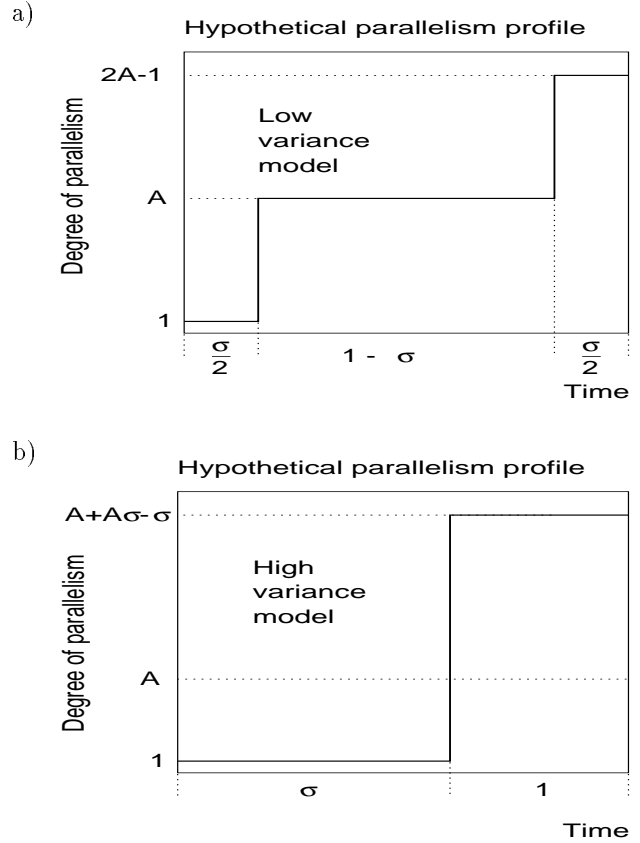 a)
Hypothetical parallelism profile
2A-1
Low
variance
model
A
Degree of parallelism
1
σ
2
1 - σ
σ
2
Time
b)
Hypothetical parallelism profile
A+Aσ-σ
High
variance
model
Degree of parallelism
A
1
σ
1
Time